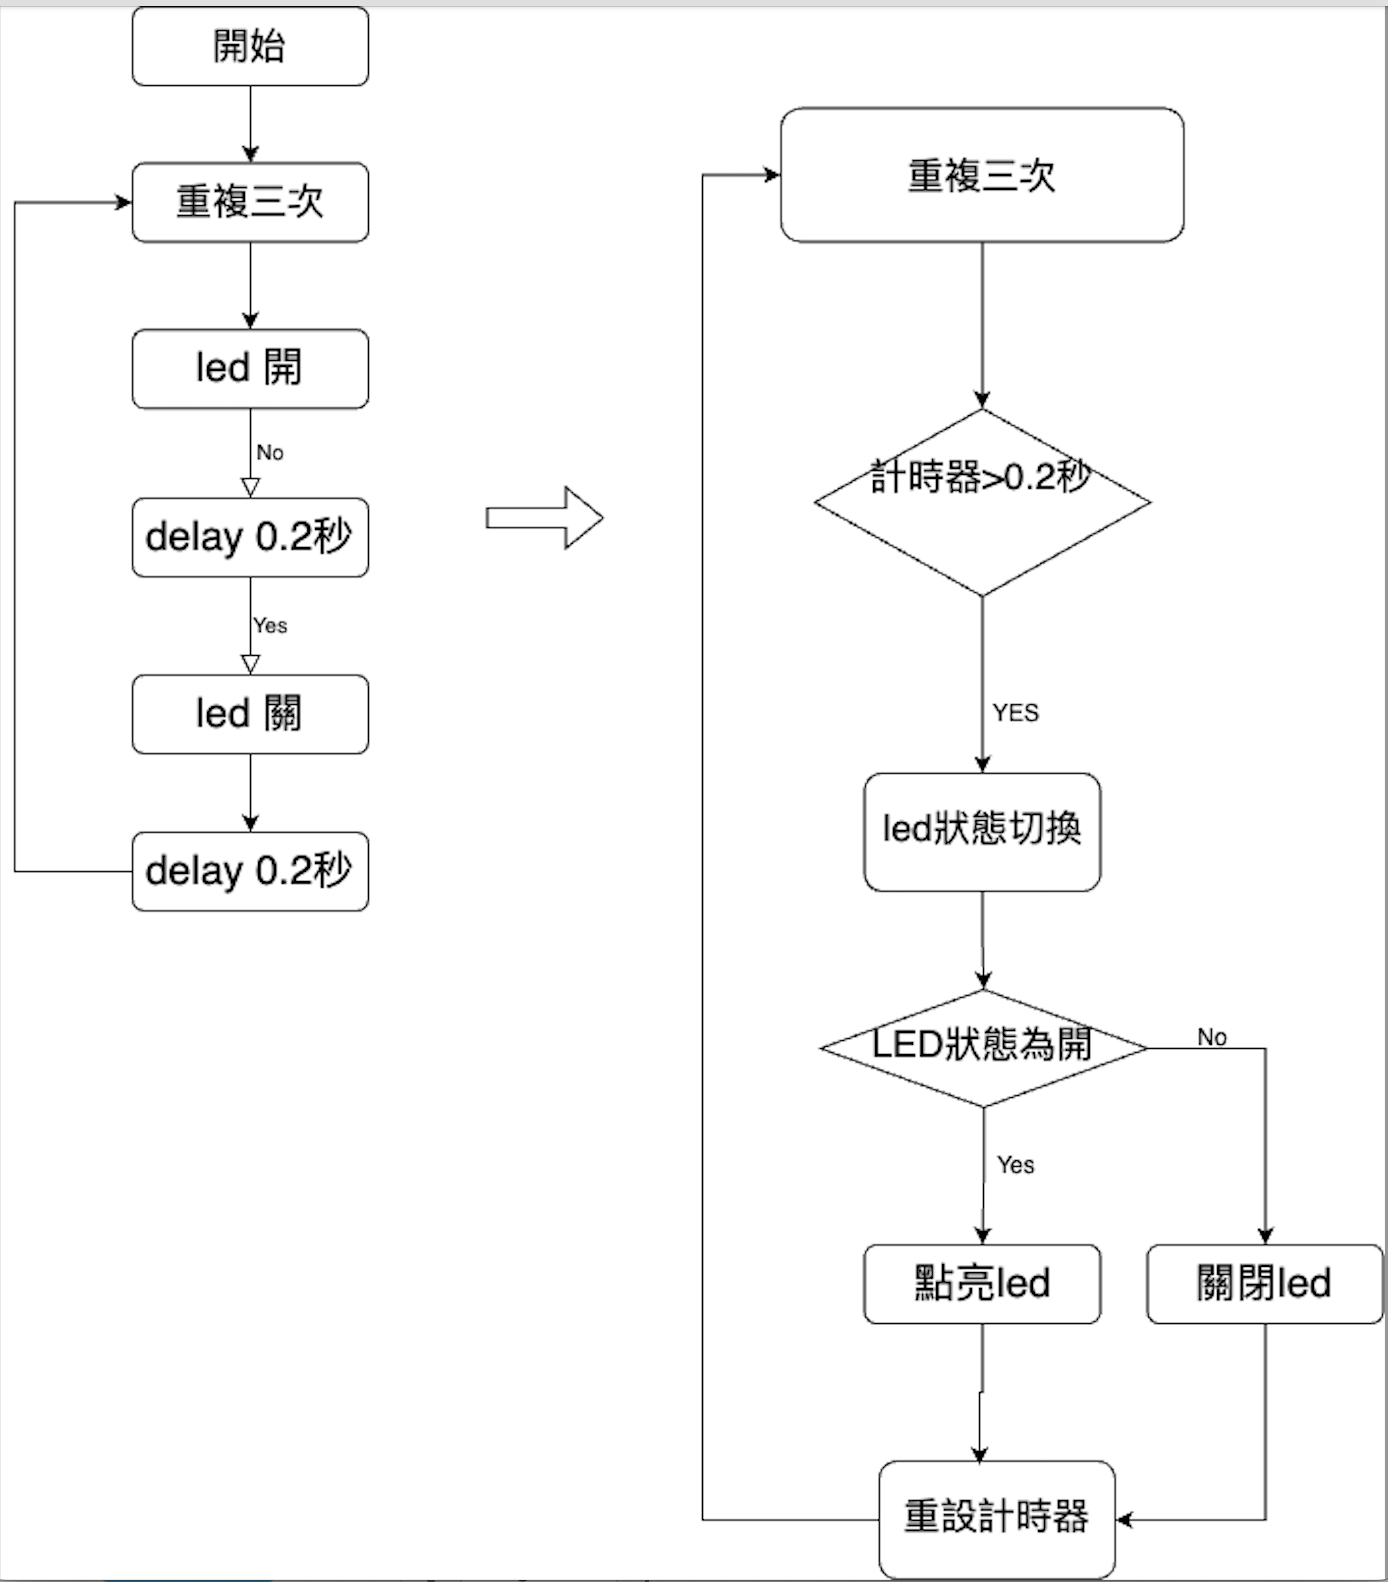 開始
重複三次
led 開
No
delay 0.2秒
Yes
led 關
delay 0.2秒
重複三次
計時器>0.2秒
YES
led狀態切換
LED狀態為開
No
Yes
點亮led
關閉led
重設計時器